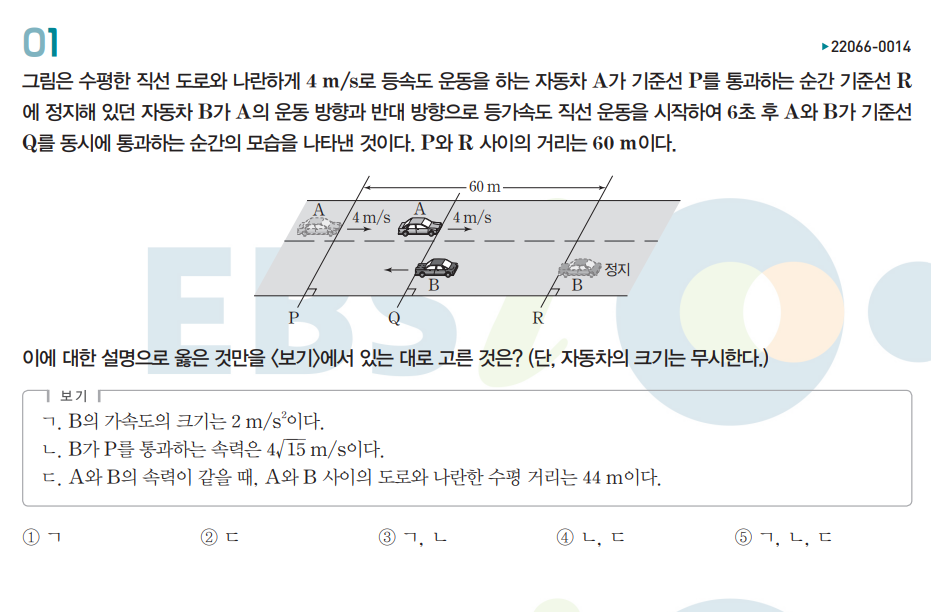 01
▶22066-0014
그림은 수평한 직선 도로와 나란하게 4 m/s로 등속도 운동을 하는 자동차 A가 기준선 P를 통과하는 순간 기준선 R
에 정지해 있던 자동차 B가 A의 운동 방향과 반대 방향으로 등가속도 직선 운동을 시작하여 6초 후 A와 B가 기준선
Q를 동시에 통과하는 순간의 모습을 나타낸 것이다. P와 R 사이의 거리는 60 m이다.
60 m
A 4 m/s A 4 m/s
B B 정지
P Q R
EBSi
이에 대한 설명으로 옳은 것만을 〈보기〉에서 있는 대로 고른 것은? (단, 자동차의 크기는 무시한다.)
보기
ㄱ. B의 가속도의 크기는 2 m/s²이다.
ㄴ. B가 P를 통과하는 속력은 4√15 m/s이다.
ㄷ. A와 B의 속력이 같을 때, A와 B 사이의 도로와 나란한 수평 거리는 44 m이다.
① ㄱ ② ㄷ ③ ㄱ, ㄴ ④ ㄴ, ㄷ ⑤ ㄱ, ㄴ, ㄷ